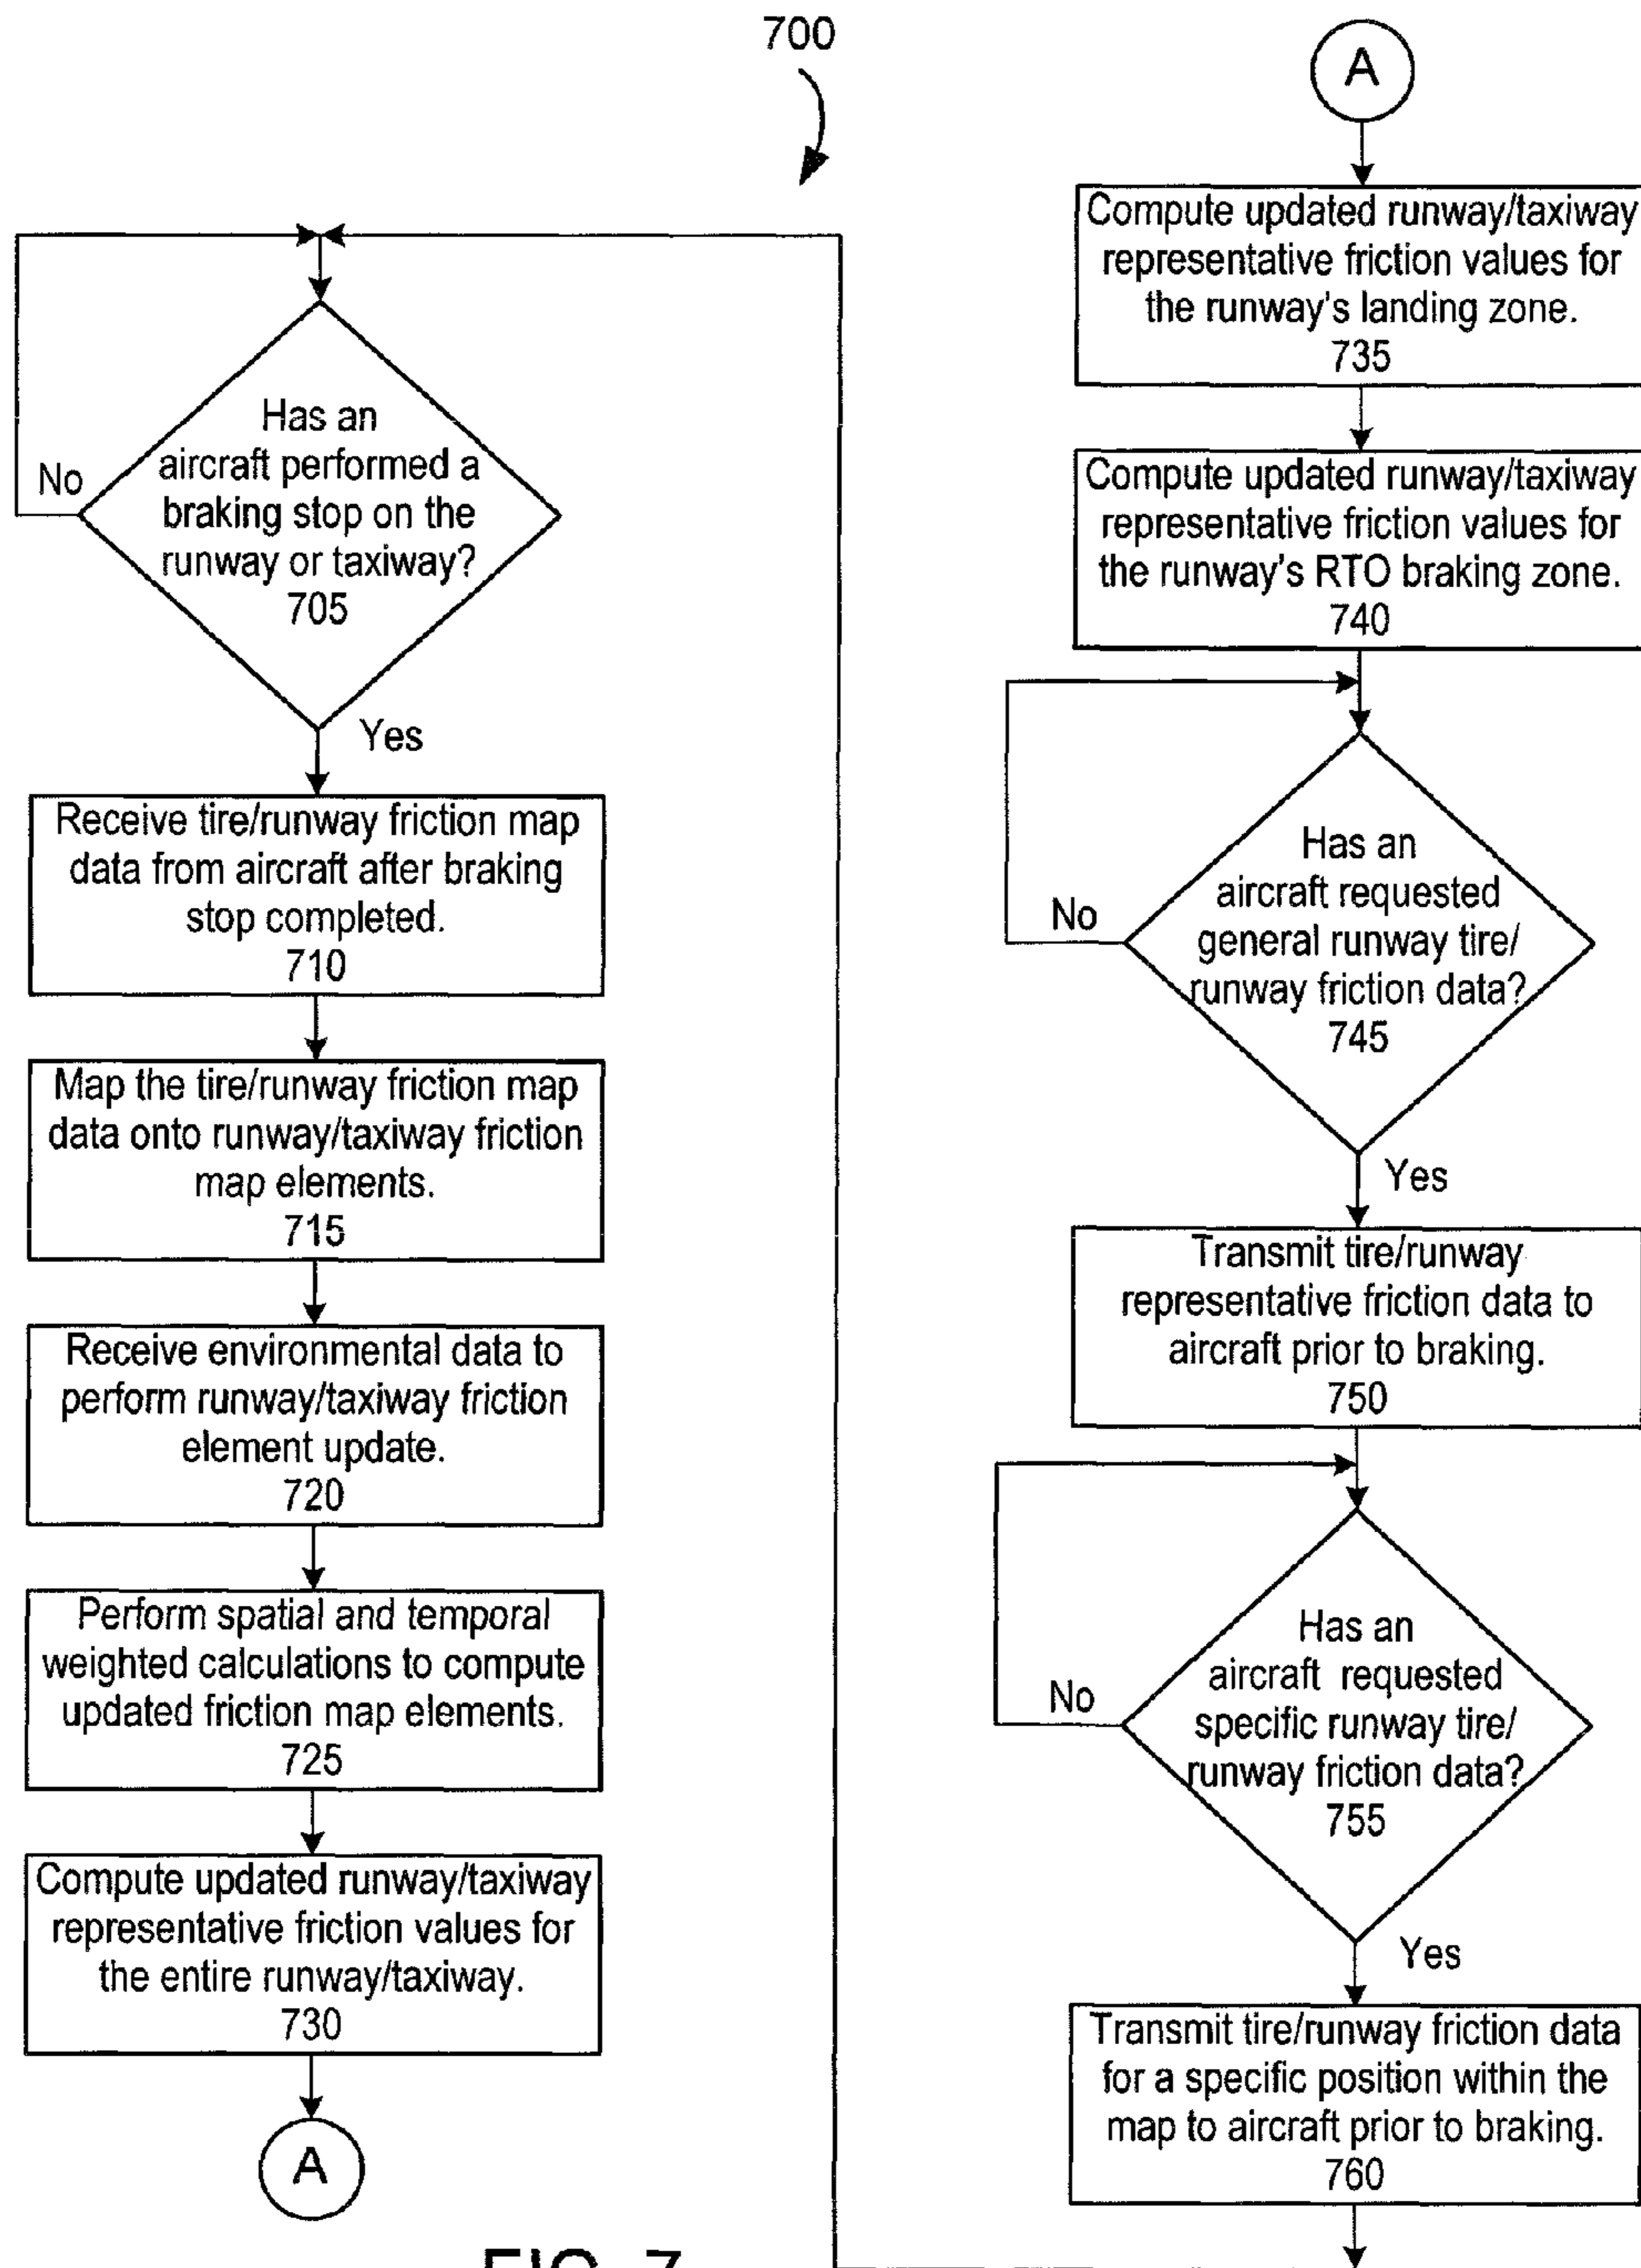 700
Has an
aircraft performed a
braking stop on the
runway or taxiway?
705
No
Yes
Receive tire/runway friction map
data from aircraft after braking
stop completed.
710
Map the tire/runway friction map
data onto runway/taxiway friction
map elements.
715
Receive environmental data to
perform runway/taxiway friction
element update.
720
Perform spatial and temporal
weighted calculations to compute
updated friction map elements.
725
Compute updated runway/taxiway
representative friction values for
the entire runway/taxiway.
730
A
A
Compute updated runway/taxiway
representative friction values for
the runway's landing zone.
735
Compute updated runway/taxiway
representative friction values for
the runway's RTO braking zone.
740
Has an
aircraft requested
general runway tire/
runway friction data?
745
No
Yes
Transmit tire/runway
representative friction data to
aircraft prior to braking.
750
Has an
aircraft requested
specific runway tire/
runway friction data?
755
No
Yes
Transmit tire/runway friction data
for a specific position within the
map to aircraft prior to braking.
760
FIG. 7